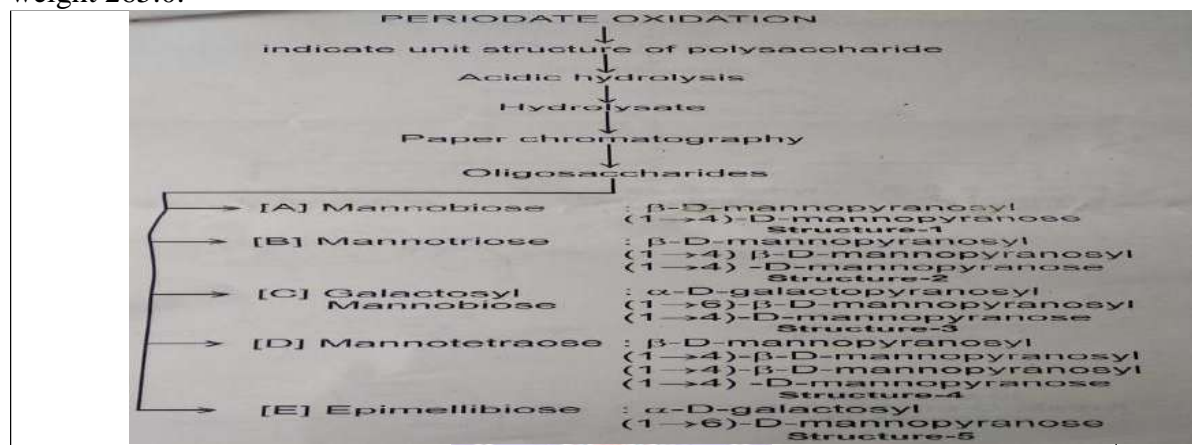 weight 285.0.
PERIODATE OXIDATION
indicate unit structure of polysaccharide
Acidic hydrolysis
Hydrolysate
Paper chromatography
Oligosaccharides
[A] Mannobiose : β-D-mannopyranosyl
(1→4)-D-mannopyranose
Structure-1
[B] Mannotriose : β-D-mannopyranosyl
(1→4) β-D-mannopyranosyl
(1→4) -D-mannopyranose
Structure-2
[C] Galactosyl : α-D-galactopyranosyl
Mannobiose (1→6)-β-D-mannopyranosyl
(1→4)-D-mannopyranose
Structure-3
[D] Mannotetraose : β-D-mannopyranosyl
(1→4)-β-D-mannopyranosyl
(1→4)-β-D-mannopyranosyl
(1→4) -D-mannopyranose
Structure-4
[E] Epimellibiose : α-D-galactosyl
(1→6)-D-mannopyranose
Structure-5